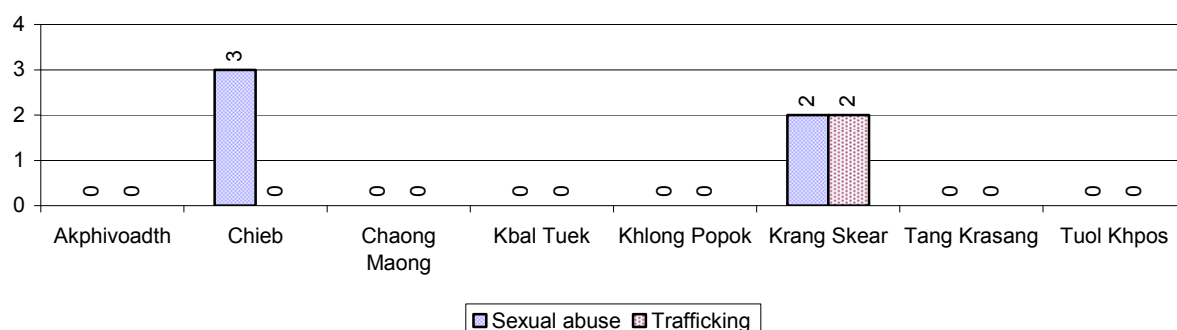 4
3
2
1
0
0 0 3 0 0 0 0 0 0 0 2 2 0 0 0 0
Akphivoadth Chieb Chaong Maong Kbal Tuek Khlong Popok Krang Skear Tang Krasang Tuol Khpos
Sexual abuse Trafficking